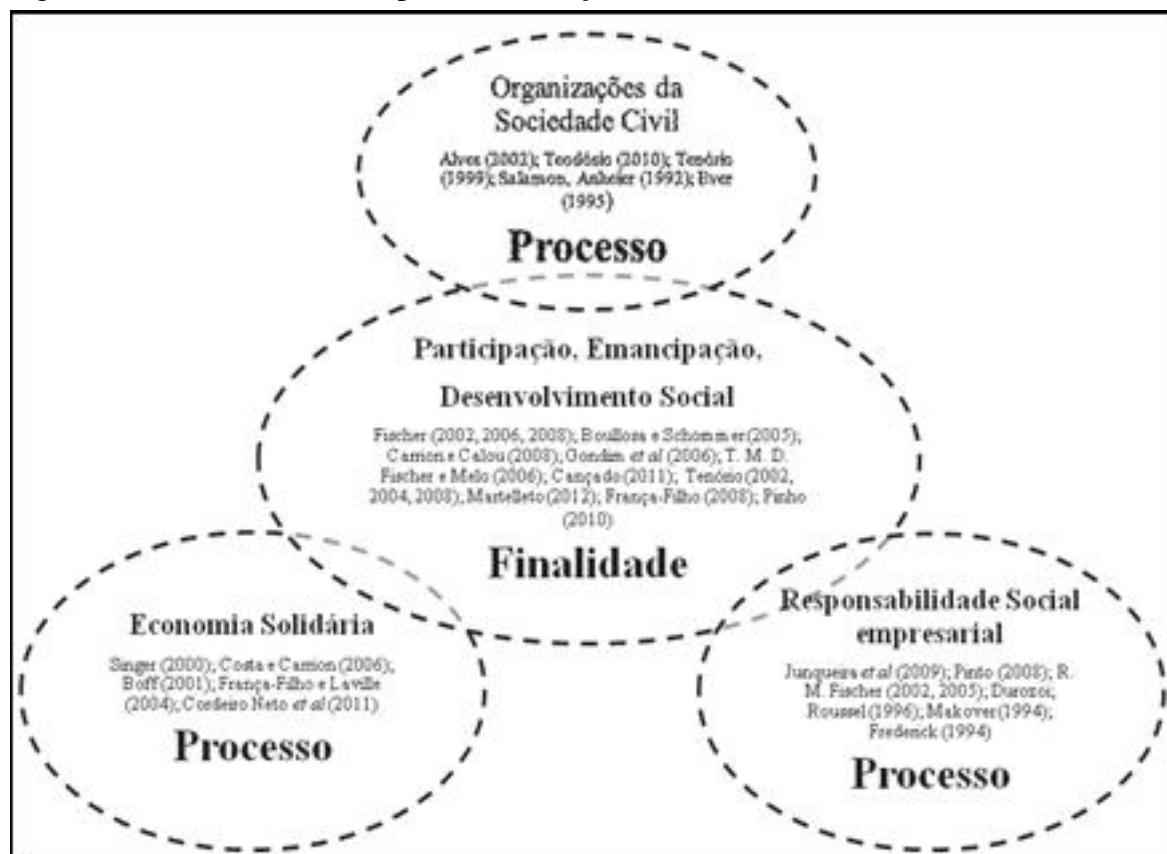 Organizações da
Sociedade Civil
Alves (2002); Teodósio (2010); Tenório
(1999); Salamon, Anheier (1992); Ever
(1995)
Processo
Participação, Emancipação,
Desenvolvimento Social
Fischer (2002, 2006, 2008); Boullosa e Schommer (2005);
Carrion e Calou (2008); Gondim et al (2006); T. M. D.
Fischer e Melo (2006); Cançado (2011); Tenório (2002,
2004, 2008); Martelleto (2012); França-Filho (2008); Pinho
(2010)
Finalidade
Economia Solidária
Singer (2000); Costa e Carrion (2006);
Boff (2001); França-Filho e Laville
(2004); Cordeiro Neto et al (2011)
Processo
Responsabilidade Social
empresarial
Junqueira et al (2009); Pinto (2008); R.
M. Fischer (2002, 2005); Durozoi;
Roussel (1996); Makover (1994);
Frederick (1994)
Processo